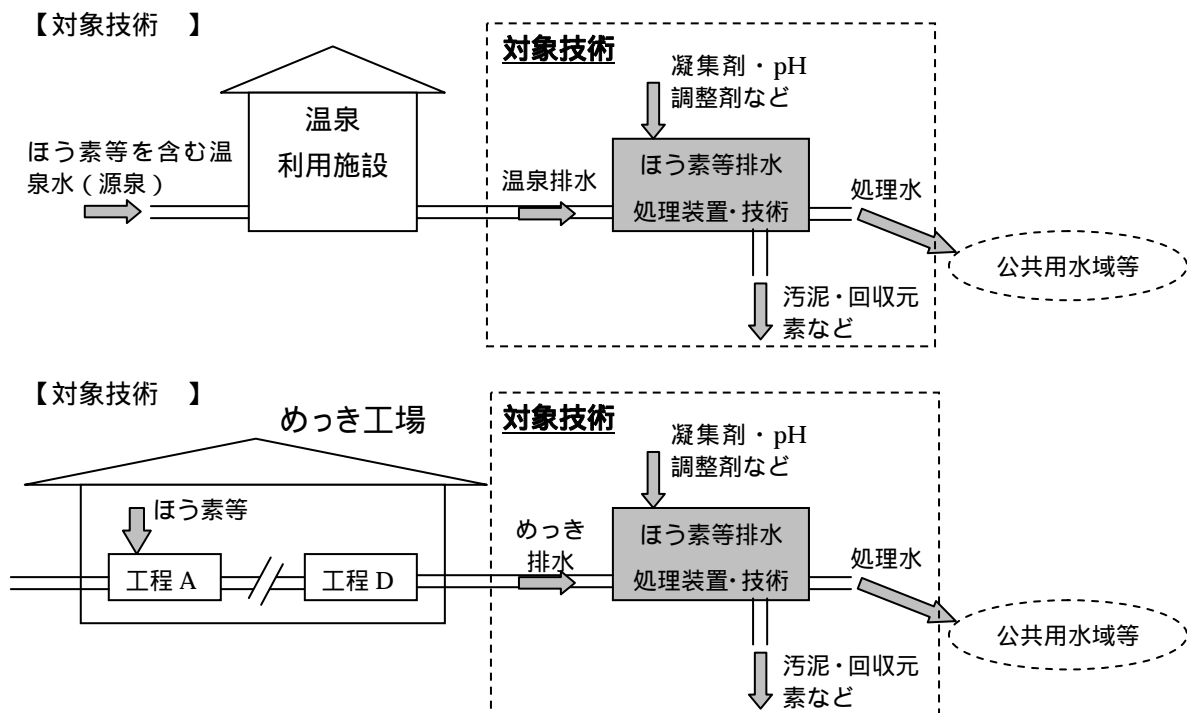 【対象技術　】
対象技術
凝集剤・pH
調整剤など
温泉
利用施設
ほう素等を含む温
泉水（源泉）
温泉排水
ほう素等排水
処理装置・技術
処理水
公共用水域等
汚泥・回収元
素など
【対象技術　】
めっき工場
対象技術
凝集剤・pH
調整剤など
ほう素等
工程 A
工程 D
めっき
排水
ほう素等排水
処理装置・技術
処理水
公共用水域等
汚泥・回収元
素など